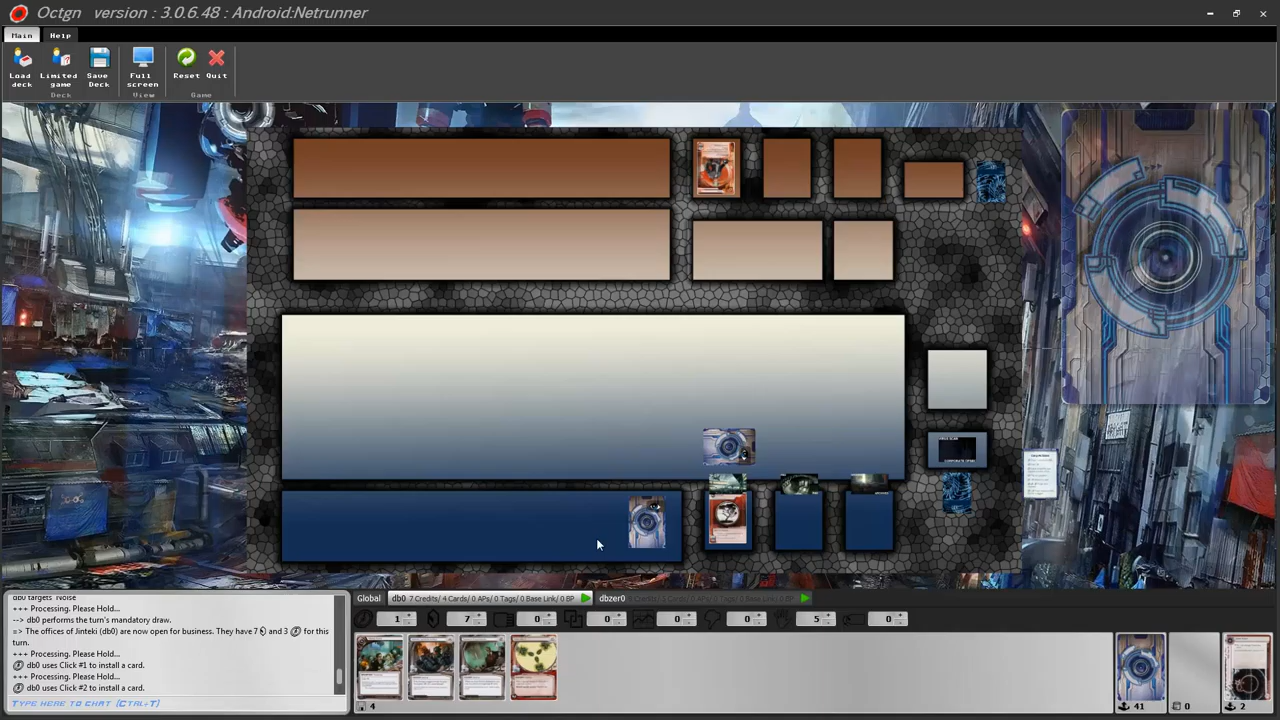 Octgn version : 3.0.6.48 : Android:Netrunner
Main Help
Load deck
Limited game
Save Deck
Full screen
Reset
Quit
Deck
View
Game
db0 targets 'Noise'
+++ Processing. Please Hold...
--> db0 performs the turn's mandatory draw.
=> The offices of Jinteki (db0) are now open for business. They have 7 and 3 for this
turn.
+++ Processing. Please Hold...
db0 uses Click #1 to install a card.
+++ Processing. Please Hold...
db0 uses Click #2 to install a card.
Type here to chat (Ctrl+T)
Global db0 7 Credits/ 4 Cards/ 0 APs/ 0 Tags/ 0 Base Link/ 0 BP dbzer0
1 7 0 0 0 0 5 0
4
41 0 2